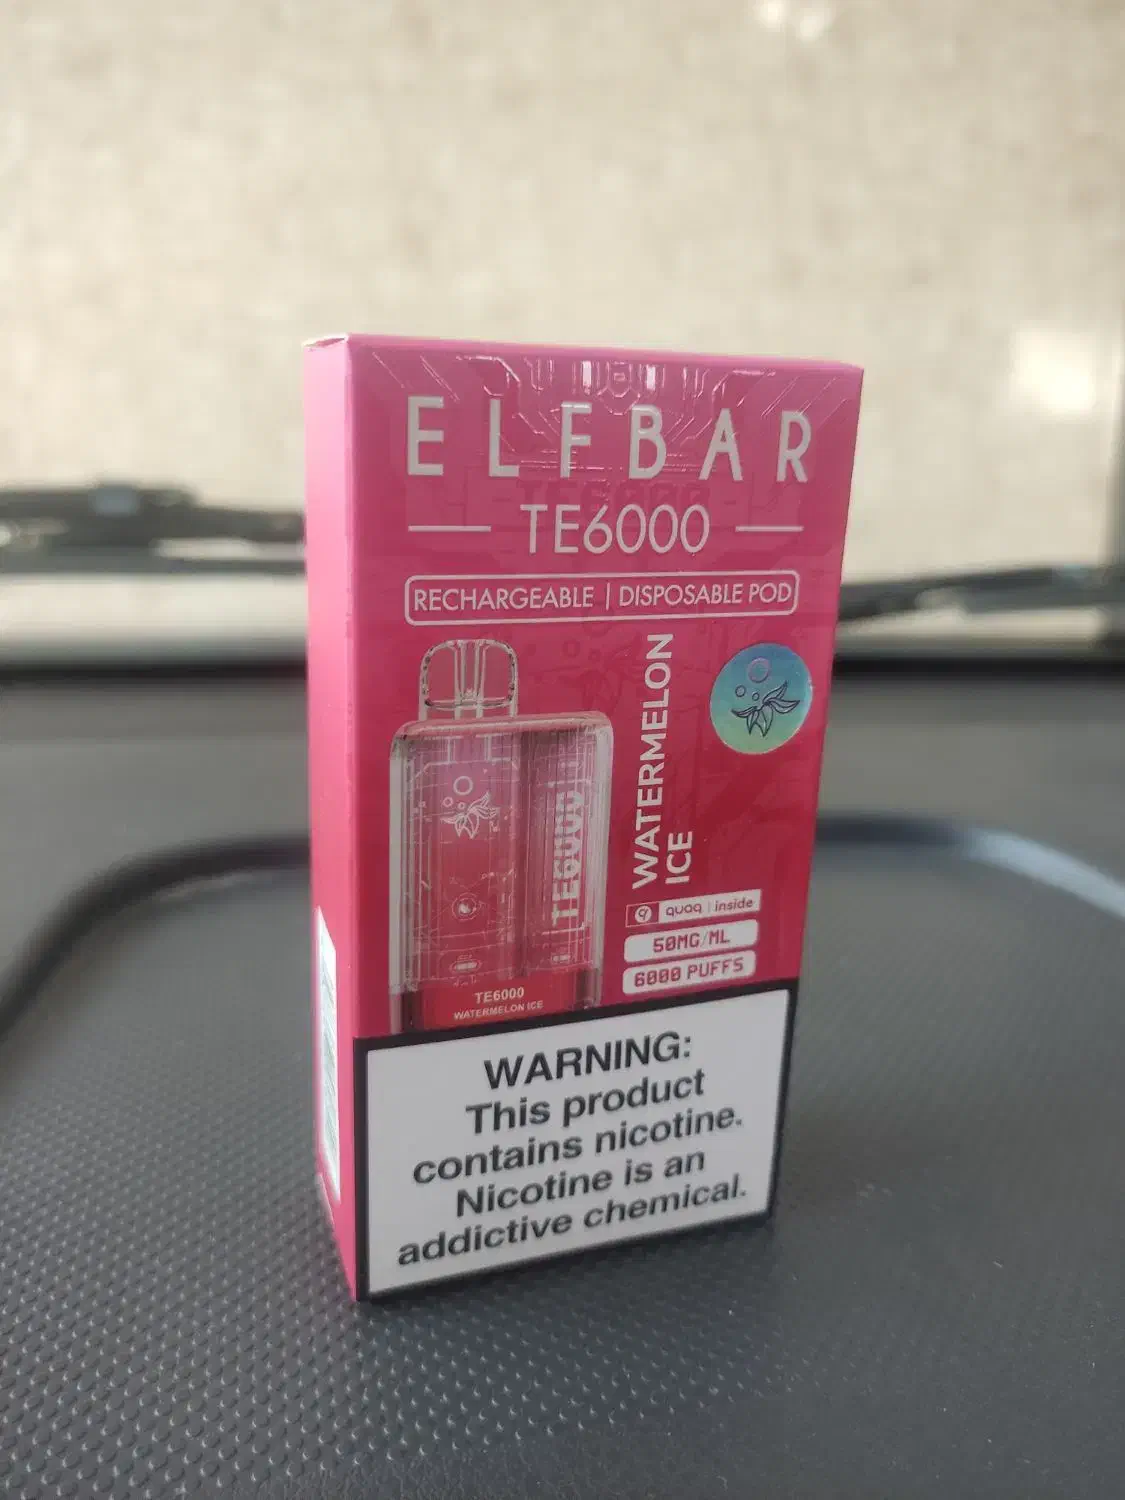 ELFBAR
TE6000
RECHARGEABLE | DISPOSABLE POD
WATERMELON
ICE
TE6000
quaq | inside
50MG/ML
6000 PUFFS
TE6000
WATERMELON ICE
WARNING:
This product
contains nicotine.
Nicotine is an
addictive chemical.